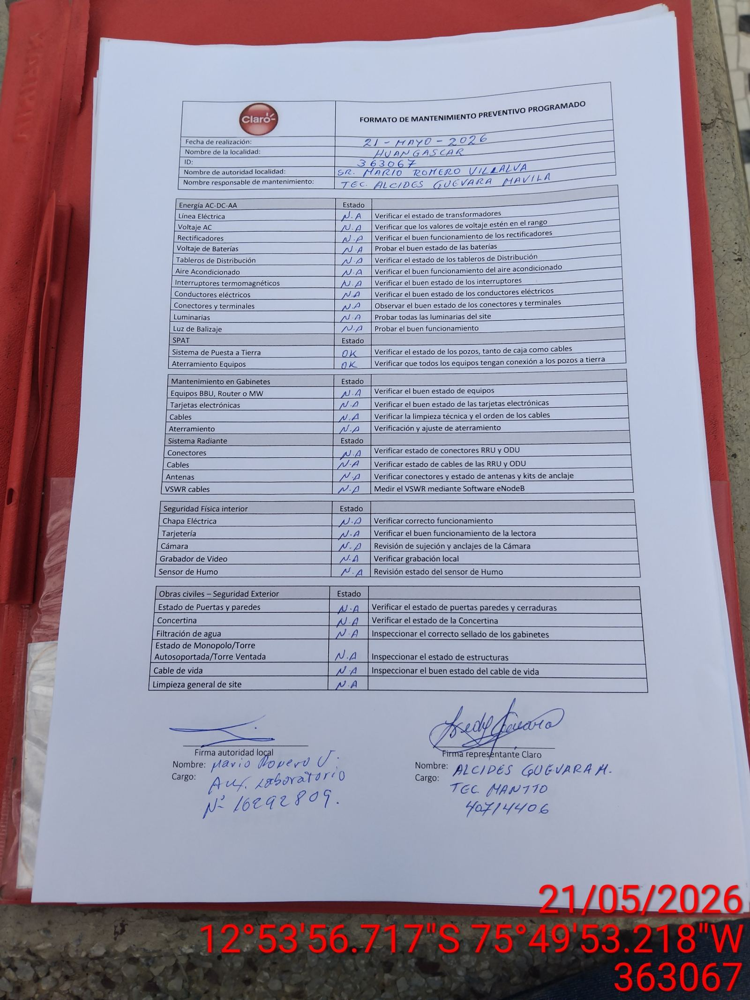 Claro
FORMATO DE MANTENIMIENTO PREVENTIVO PROGRAMADO
Fecha de realización: 21-MAYO-2026
Nombre de la localidad: HUANGASCAR
ID: 363067
Nombre de autoridad localidad: SR. MARIO ROMERO VILLALVA
Nombre responsable de mantenimiento: TEC. ALCIDES GUEVARA MAVILA
Energía AC-DC-AA Estado
Línea Eléctrica N.A Verificar el estado de transformadores
Voltaje AC N.A Verificar que los valores de voltaje estén en el rango
Rectificadores N.A Verificar el buen funcionamiento de los rectificadores
Voltaje de Baterías N.A Probar el buen estado de las baterías
Tableros de Distribución N.A Verificar el estado de los tableros de Distribución
Aire Acondicionado N.A Verificar el buen funcionamiento del aire acondicionado
Interruptores termomagnéticos N.A Verificar el buen estado de los interruptores
Conductores eléctricos N.A Verificar el buen estado de los conductores eléctricos
Conectores y terminales N.A Observar el buen estado de los conectores y terminales
Luminarias N.A Probar todas las luminarias del site
Luz de Balizaje N.A Probar el buen funcionamiento
SPAT Estado
Sistema de Puesta a Tierra OK Verificar el estado de los pozos, tanto de caja como cables
Aterramiento Equipos OK Verificar que todos los equipos tengan conexión a los pozos a tierra
Mantenimiento en Gabinetes Estado
Equipos BBU, Router o MW N.A Verificar el buen estado de equipos
Tarjetas electrónicas N.A Verificar el buen estado de las tarjetas electrónicas
Cables N.A Verificar la limpieza técnica y el orden de los cables
Aterramiento N.A Verificación y ajuste de aterramiento
Sistema Radiante Estado
Conectores N.A Verificar estado de conectores RRU y ODU
Cables N.A Verificar estado de cables de las RRU y ODU
Antenas N.A Verificar conectores y estado de antenas y kits de anclaje
VSWR cables N.A Medir el VSWR mediante Software eNodeB
Seguridad Física interior Estado
Chapa Eléctrica N.A Verificar correcto funcionamiento
Tarjetería N.A Verificar el buen funcionamiento de la lectora
Cámara N.A Revisión de sujeción y anclajes de la Cámara
Grabador de Video N.A Verificar grabación local
Sensor de Humo N.A Revisión estado del sensor de Humo
Obras civiles – Seguridad Exterior Estado
Estado de Puertas y paredes N.A Verificar el estado de puertas paredes y cerraduras
Concertina N.A Verificar el estado de la Concertina
Filtración de agua N.A Inspeccionar el correcto sellado de los gabinetes
Estado de Monopolo/Torre
Autosoportada/Torre Ventada N.A Inspeccionar el estado de estructuras
Cable de vida N.A Inspeccionar el buen estado del cable de vida
Limpieza general de site N.A
Firma autoridad local
Nombre: Mario Romero V.
Cargo: Aux. Laboratorio
Nº 16292809.
Firma representante Claro
Nombre: ALCIDES GUEVARA M.
Cargo: TEC. MANTTO
40714406
21/05/2026
12°53'56.717"S 75°49'53.218"W
363067